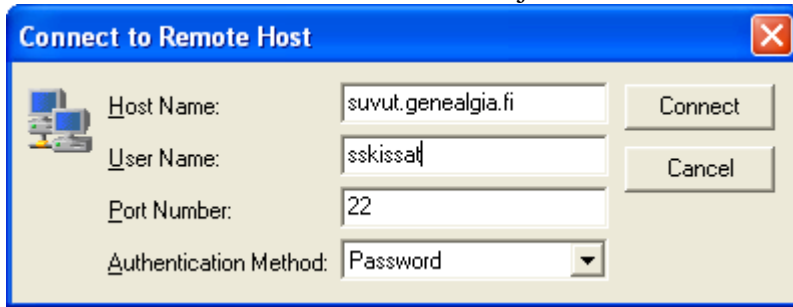 Connect to Remote Host
Host Name: suvut.genealgia.fi Connect
User Name: sskissat Cancel
Port Number: 22
Authentication Method: Password